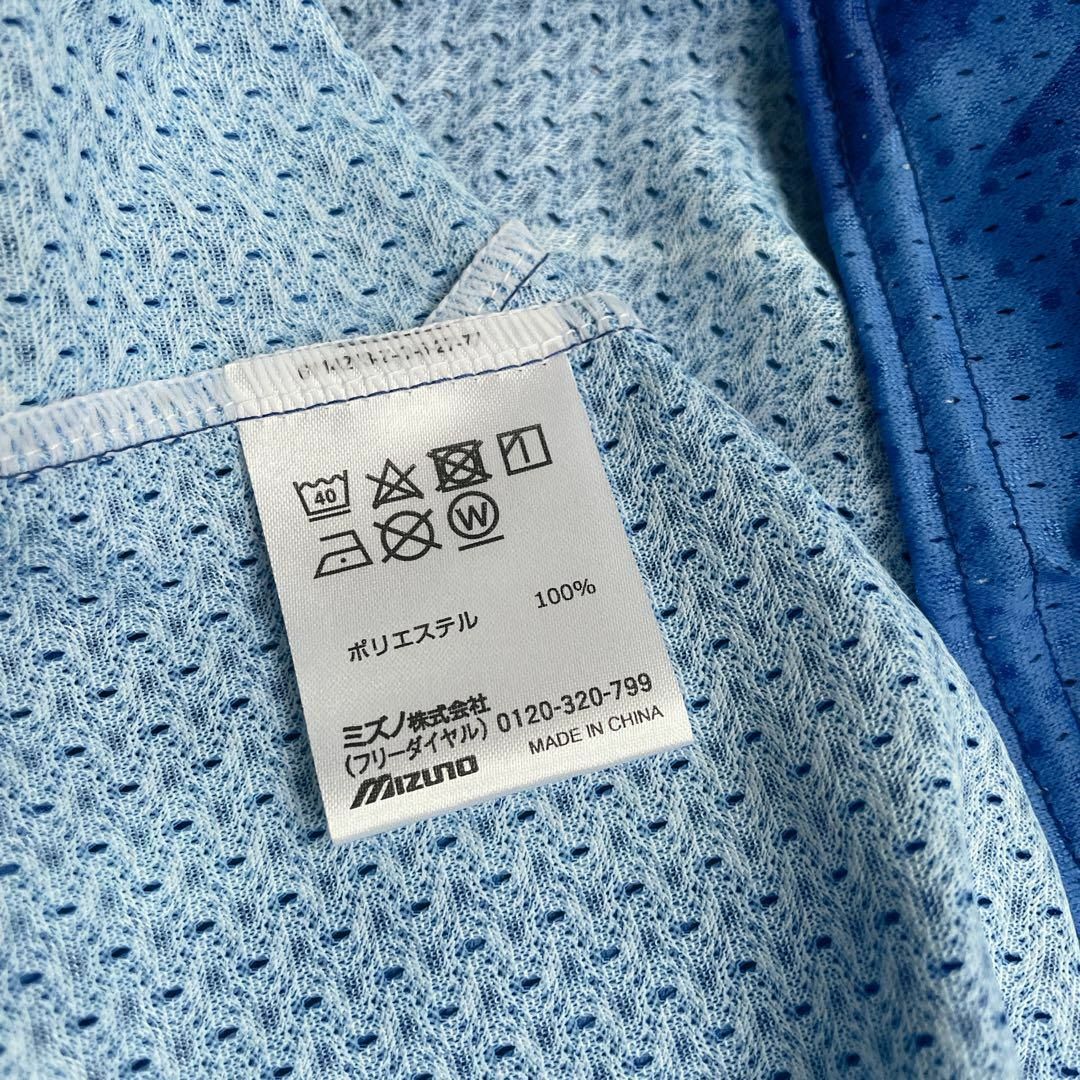 40
W
ポリエステル 100%
ミズノ株式会社
(フリーダイヤル) 0120-320-799
MIZUNO MADE IN CHINA